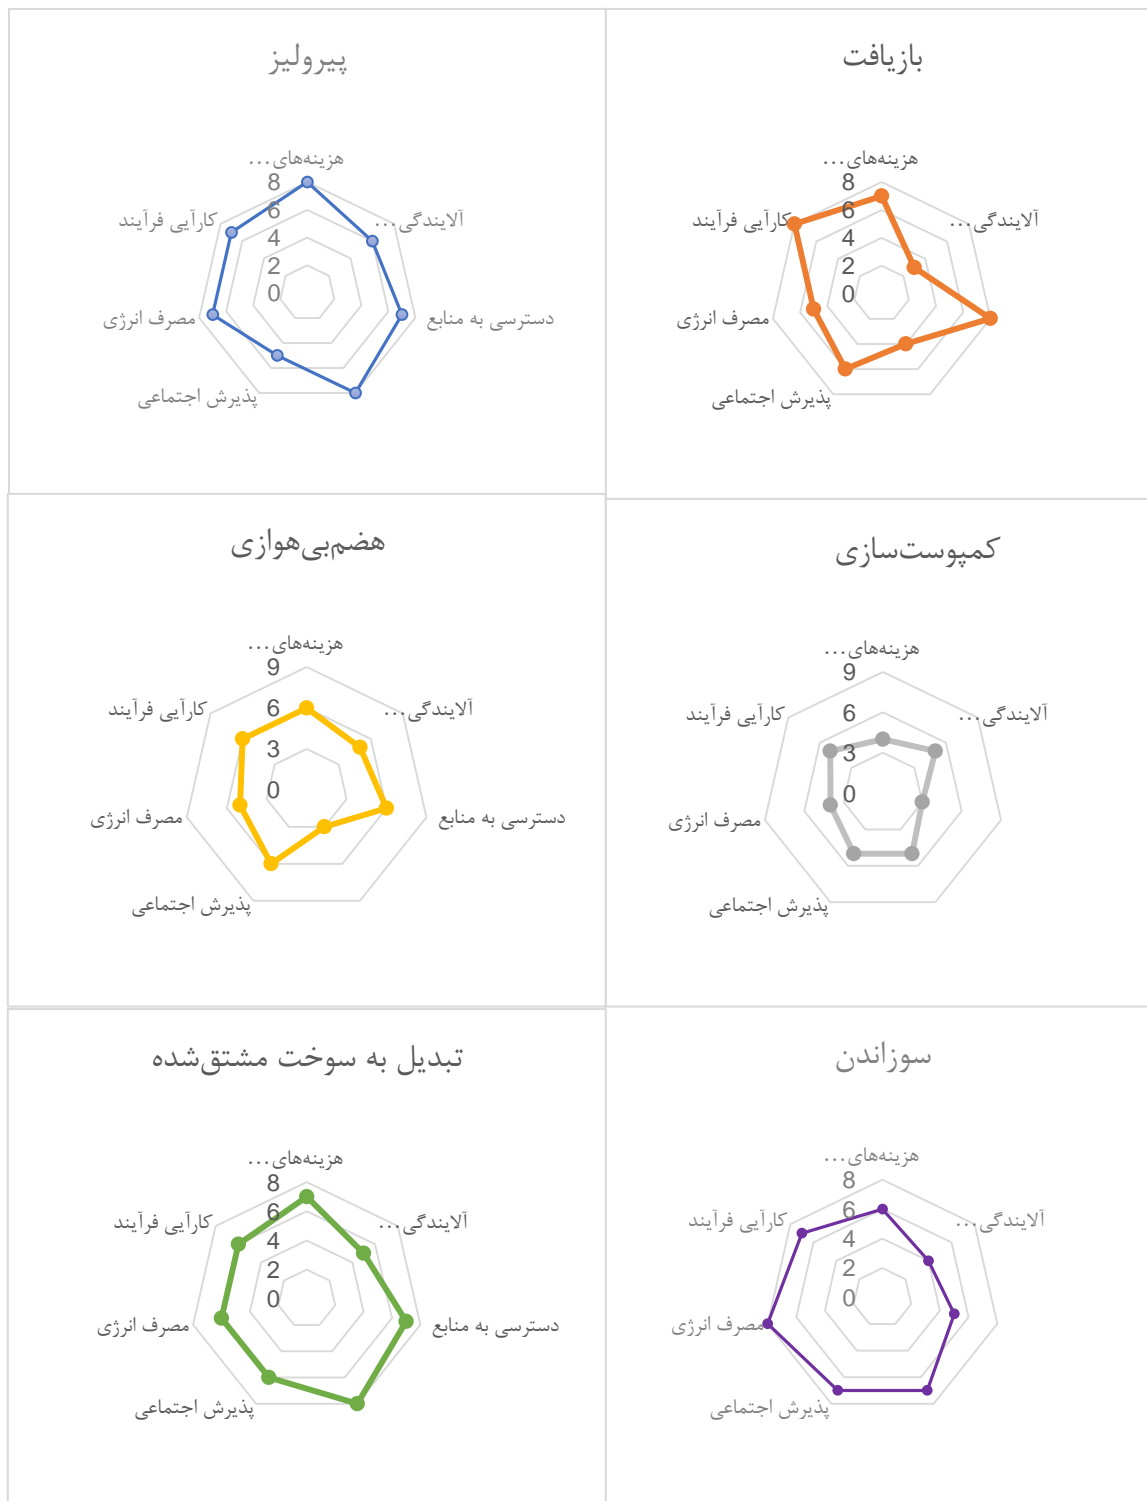 بازیافت
هزینه‌های...
آلایندگی...
کارآیی فرآیند
مصرف انرژی
پذیرش اجتماعی
8
6
4
2
0
پیرولیز
هزینه‌های...
آلایندگی...
دسترسی به منابع
پذیرش اجتماعی
مصرف انرژی
کارآیی فرآیند
8
6
4
2
0
کمپوست‌سازی
هزینه‌های...
آلایندگی...
پذیرش اجتماعی
مصرف انرژی
کارآیی فرآیند
9
6
3
0
هضم‌بی‌هوازی
هزینه‌های...
آلایندگی...
دسترسی به منابع
پذیرش اجتماعی
مصرف انرژی
کارآیی فرآیند
9
6
3
0
سوزاندن
هزینه‌های...
آلایندگی...
پذیرش اجتماعی
مصرف انرژی
کارآیی فرآیند
8
6
4
2
0
تبدیل به سوخت مشتق‌شده
هزینه‌های...
آلایندگی...
دسترسی به منابع
پذیرش اجتماعی
مصرف انرژی
کارآیی فرآیند
8
6
4
2
0